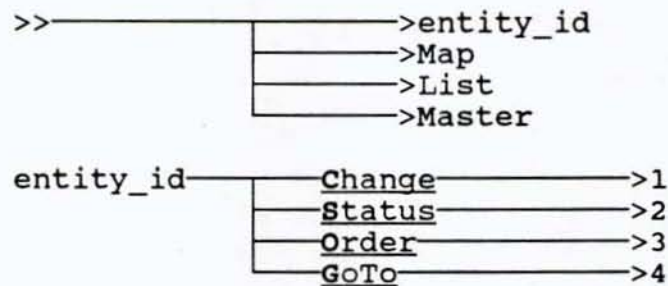 >> >entity_id
>Map
>List
>Master
entity_id Change >1
Status >2
Order >3
GoTo >4